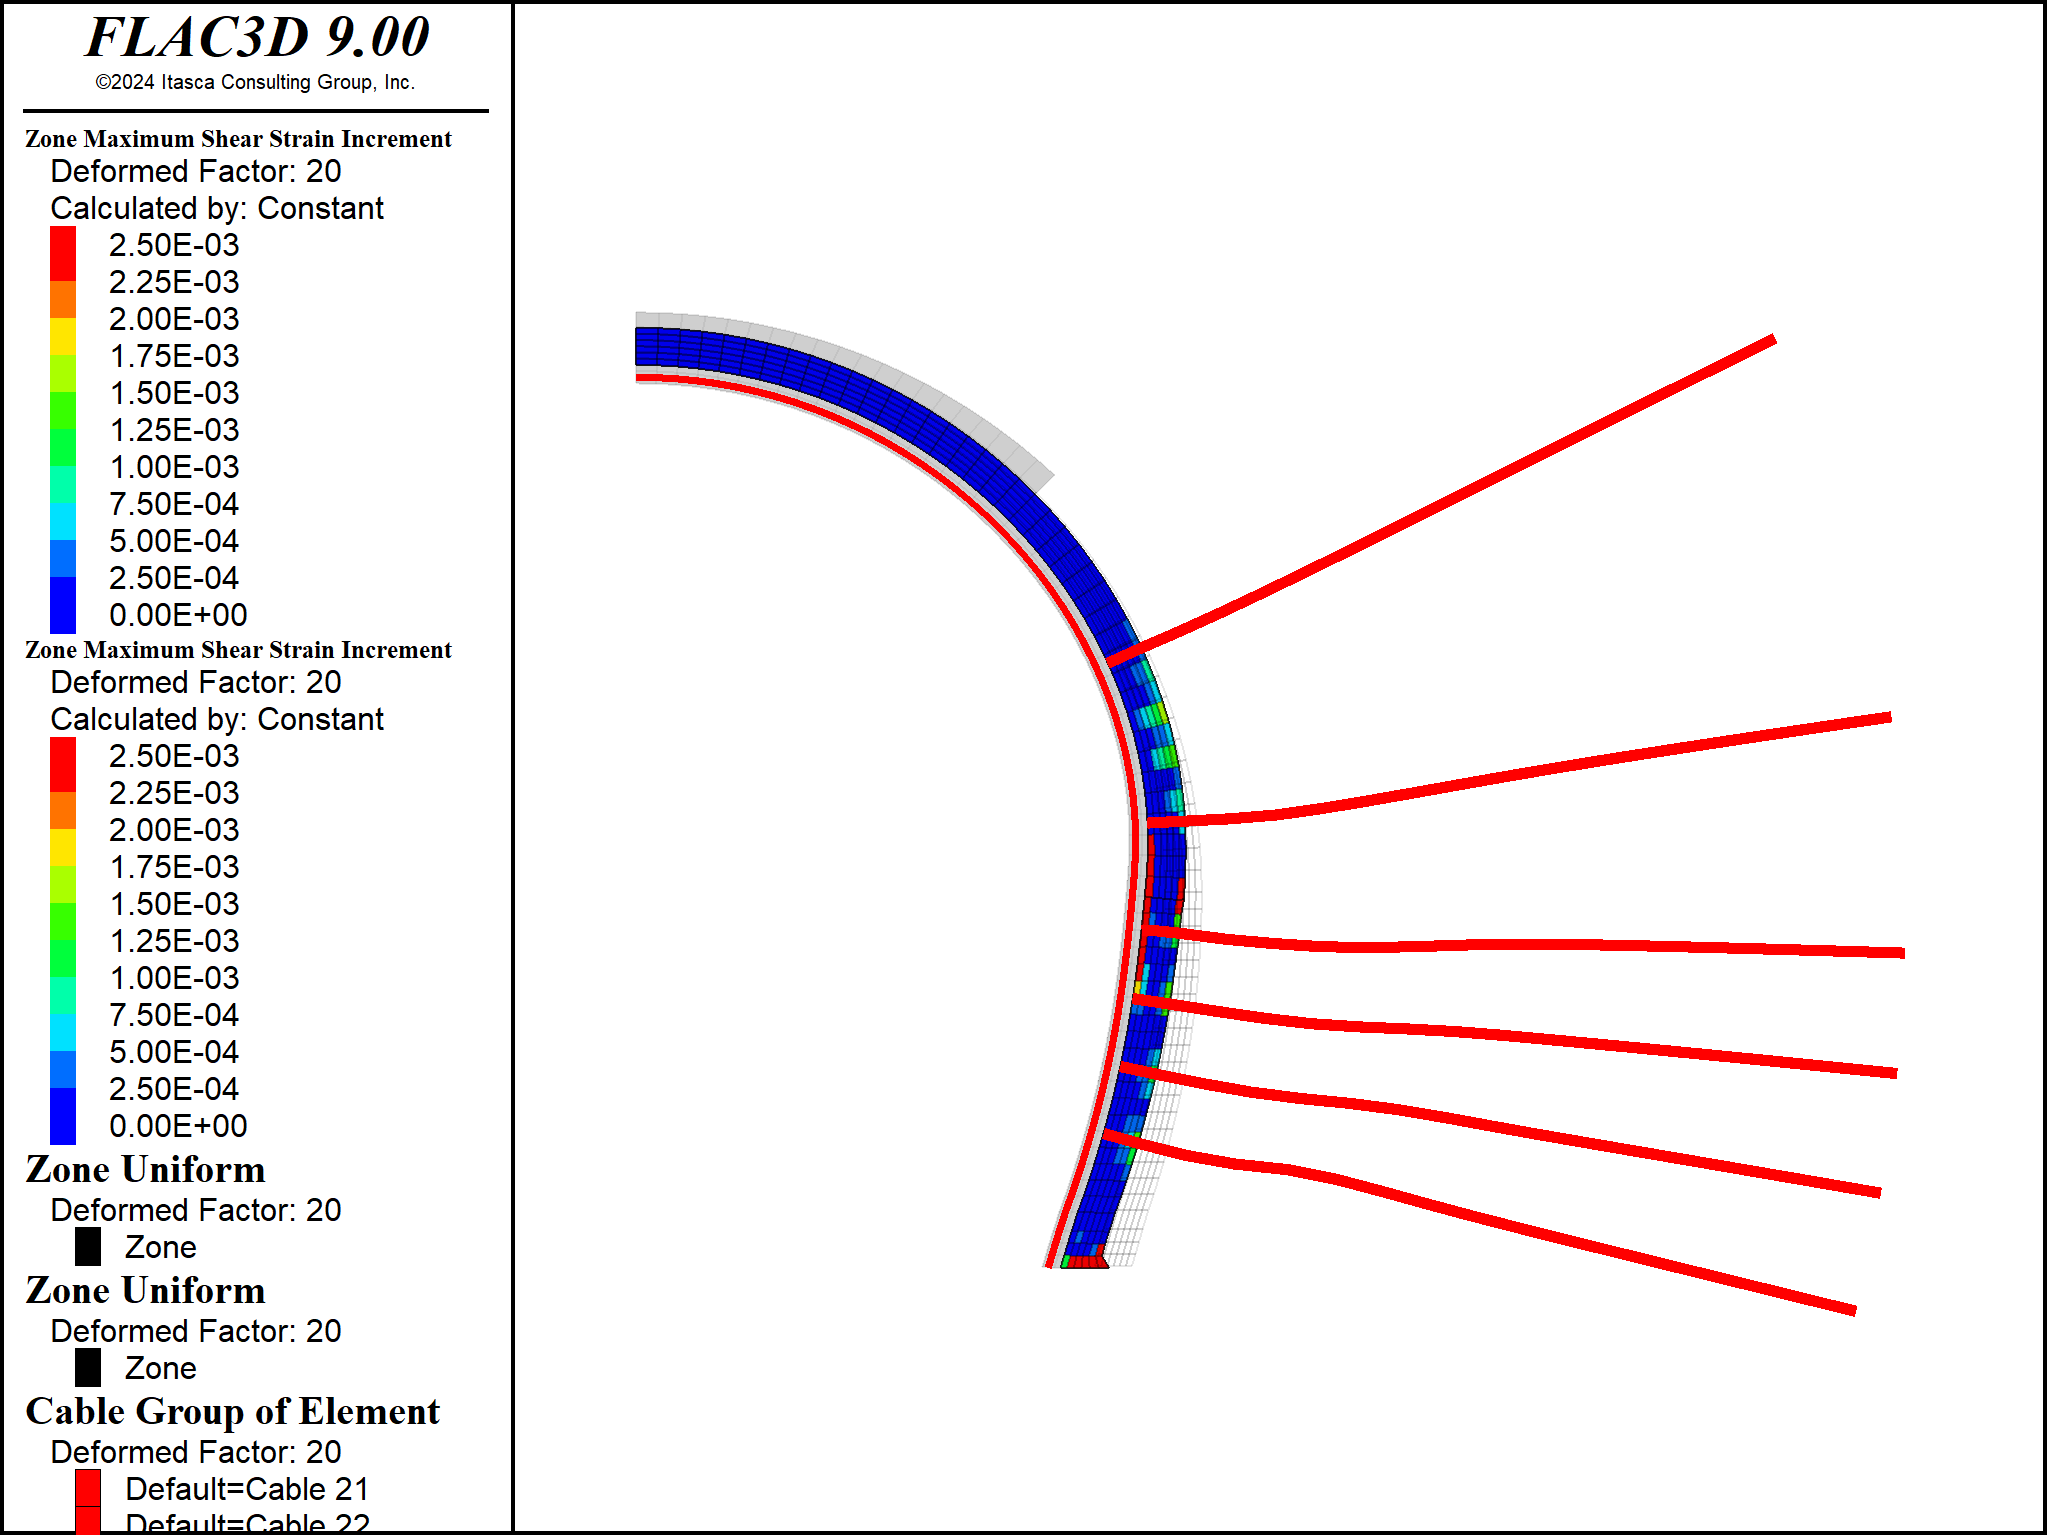 FLAC3D 9.00
©2024 Itasca Consulting Group, Inc.
Zone Maximum Shear Strain Increment
Deformed Factor: 20
Calculated by: Constant
2.50E-03
2.25E-03
2.00E-03
1.75E-03
1.50E-03
1.25E-03
1.00E-03
7.50E-04
5.00E-04
2.50E-04
0.00E+00
Zone Maximum Shear Strain Increment
Deformed Factor: 20
Calculated by: Constant
2.50E-03
2.25E-03
2.00E-03
1.75E-03
1.50E-03
1.25E-03
1.00E-03
7.50E-04
5.00E-04
2.50E-04
0.00E+00
Zone Uniform
Deformed Factor: 20
Zone
Zone Uniform
Deformed Factor: 20
Zone
Cable Group of Element
Deformed Factor: 20
Default=Cable 21
Default=Cable 22